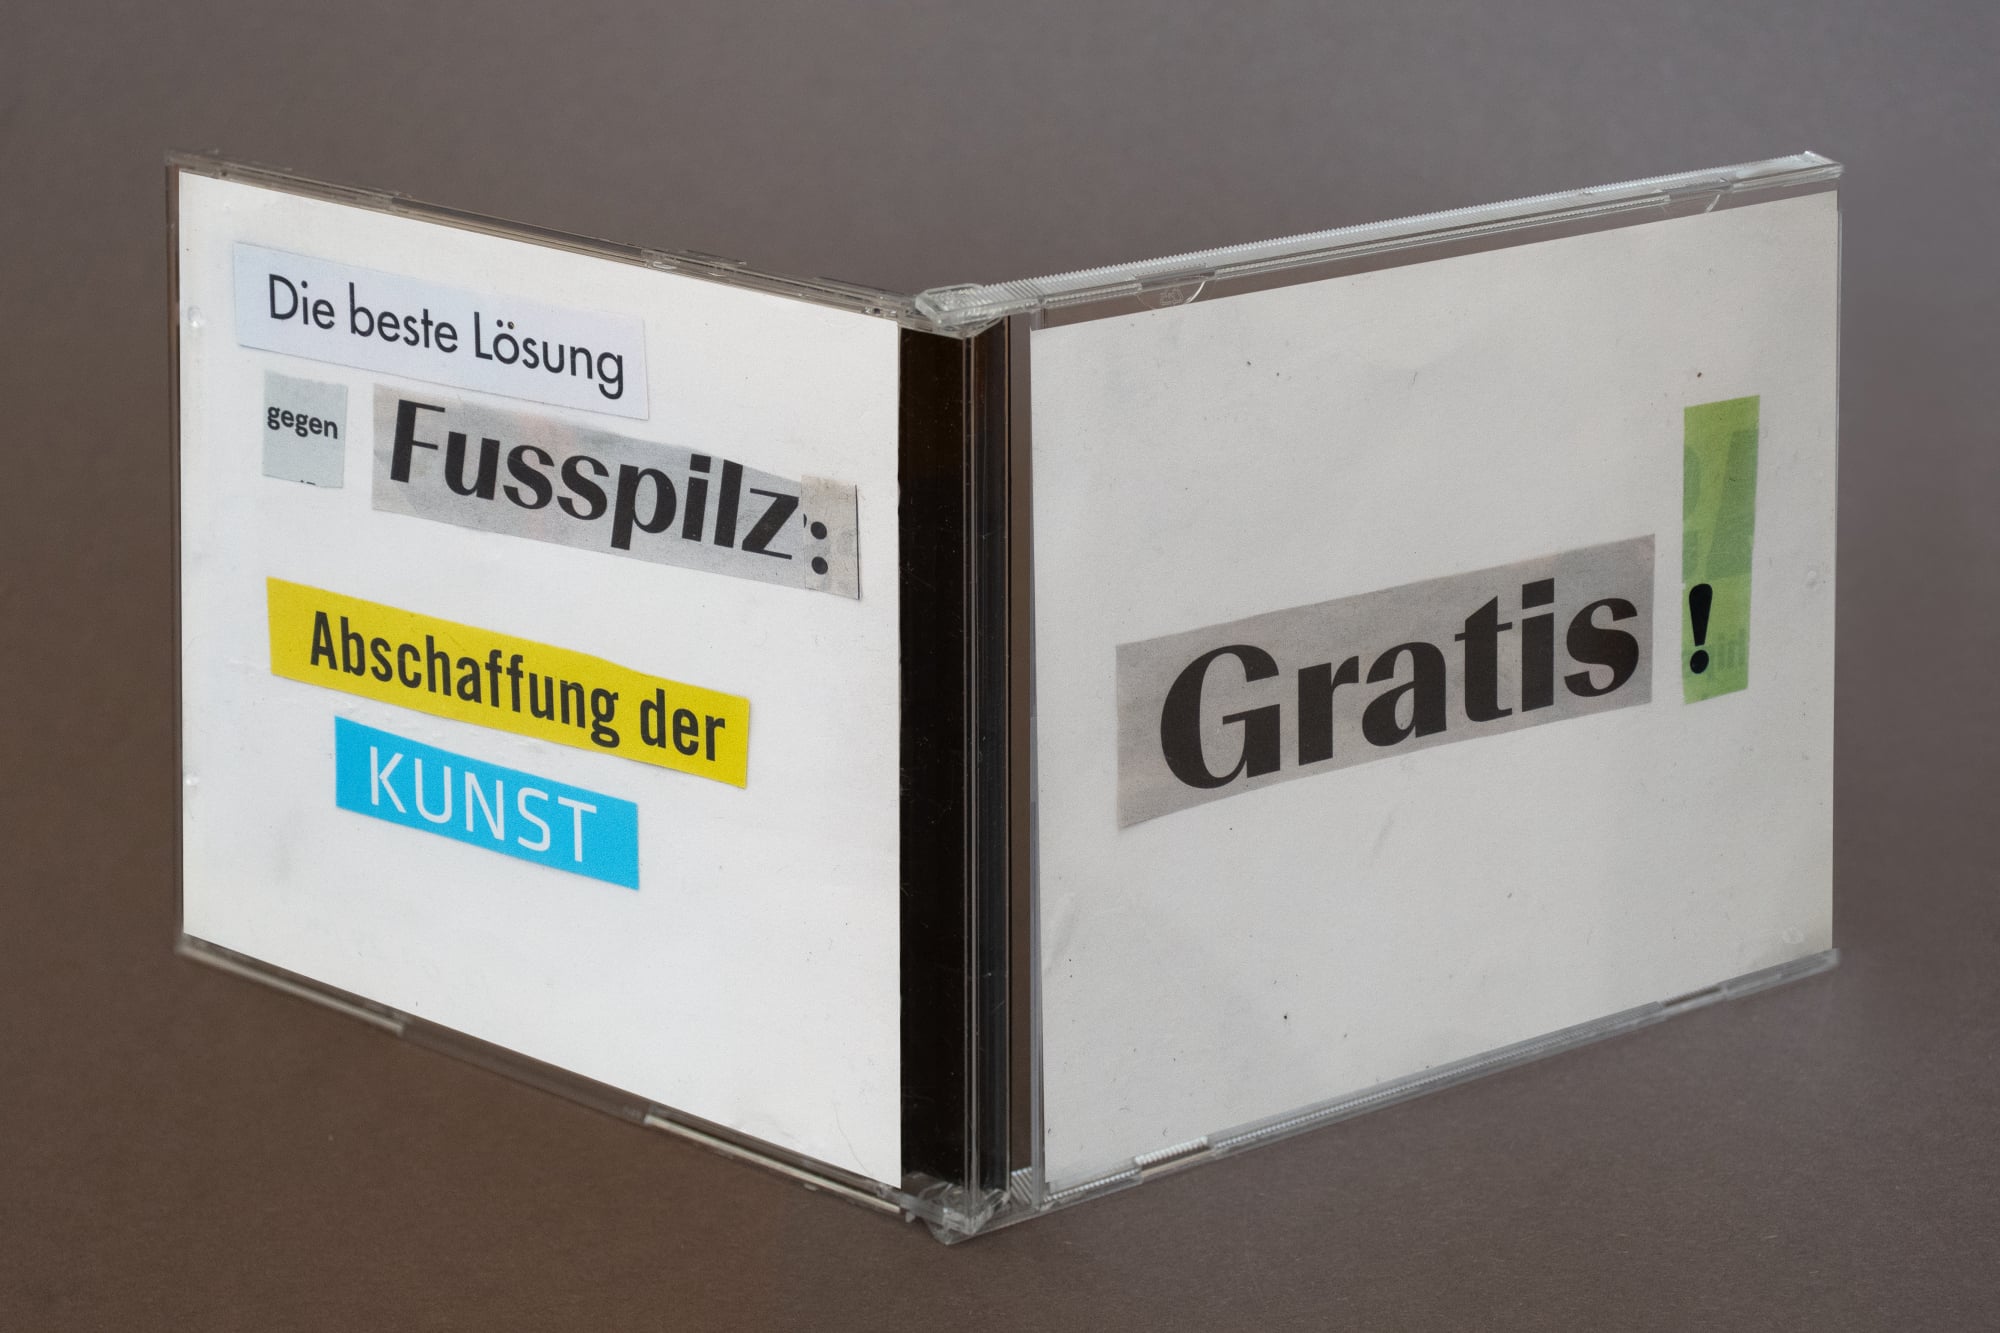 Die beste Lösung
gegen Fusspilz:
Abschaffung der
KUNST
Gratis!